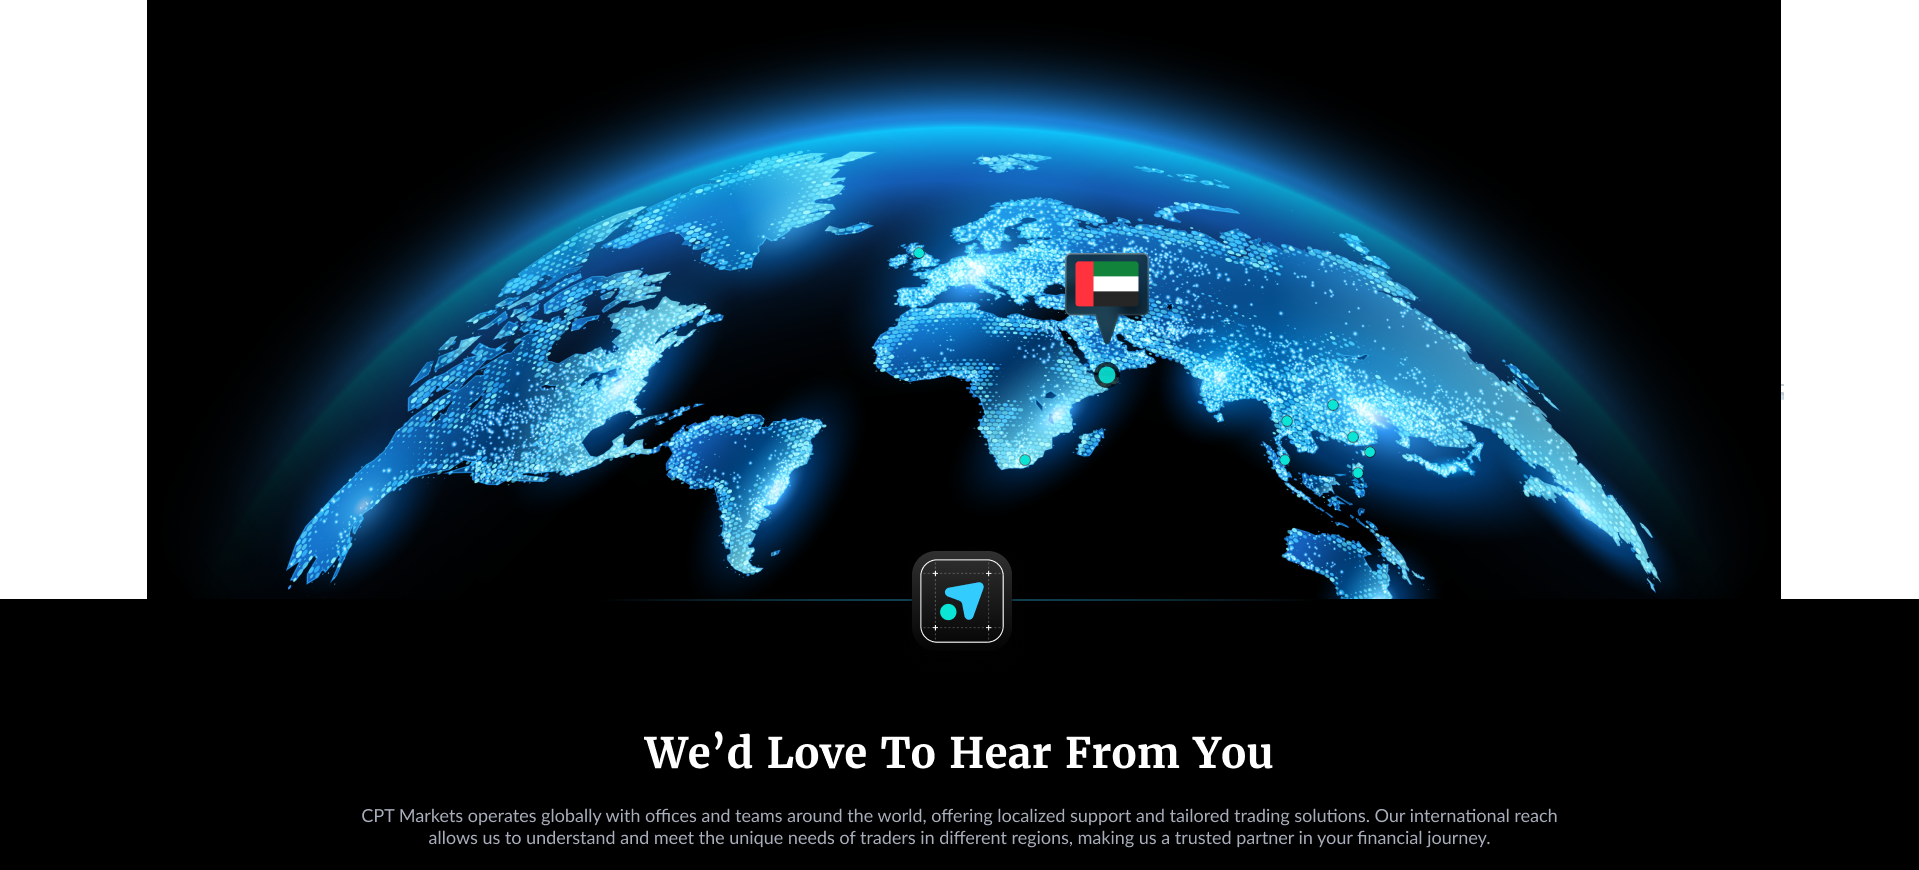 We’d Love To Hear From You
CPT Markets operates globally with offices and teams around the world, offering localized support and tailored trading solutions. Our international reach
allows us to understand and meet the unique needs of traders in different regions, making us a trusted partner in your financial journey.